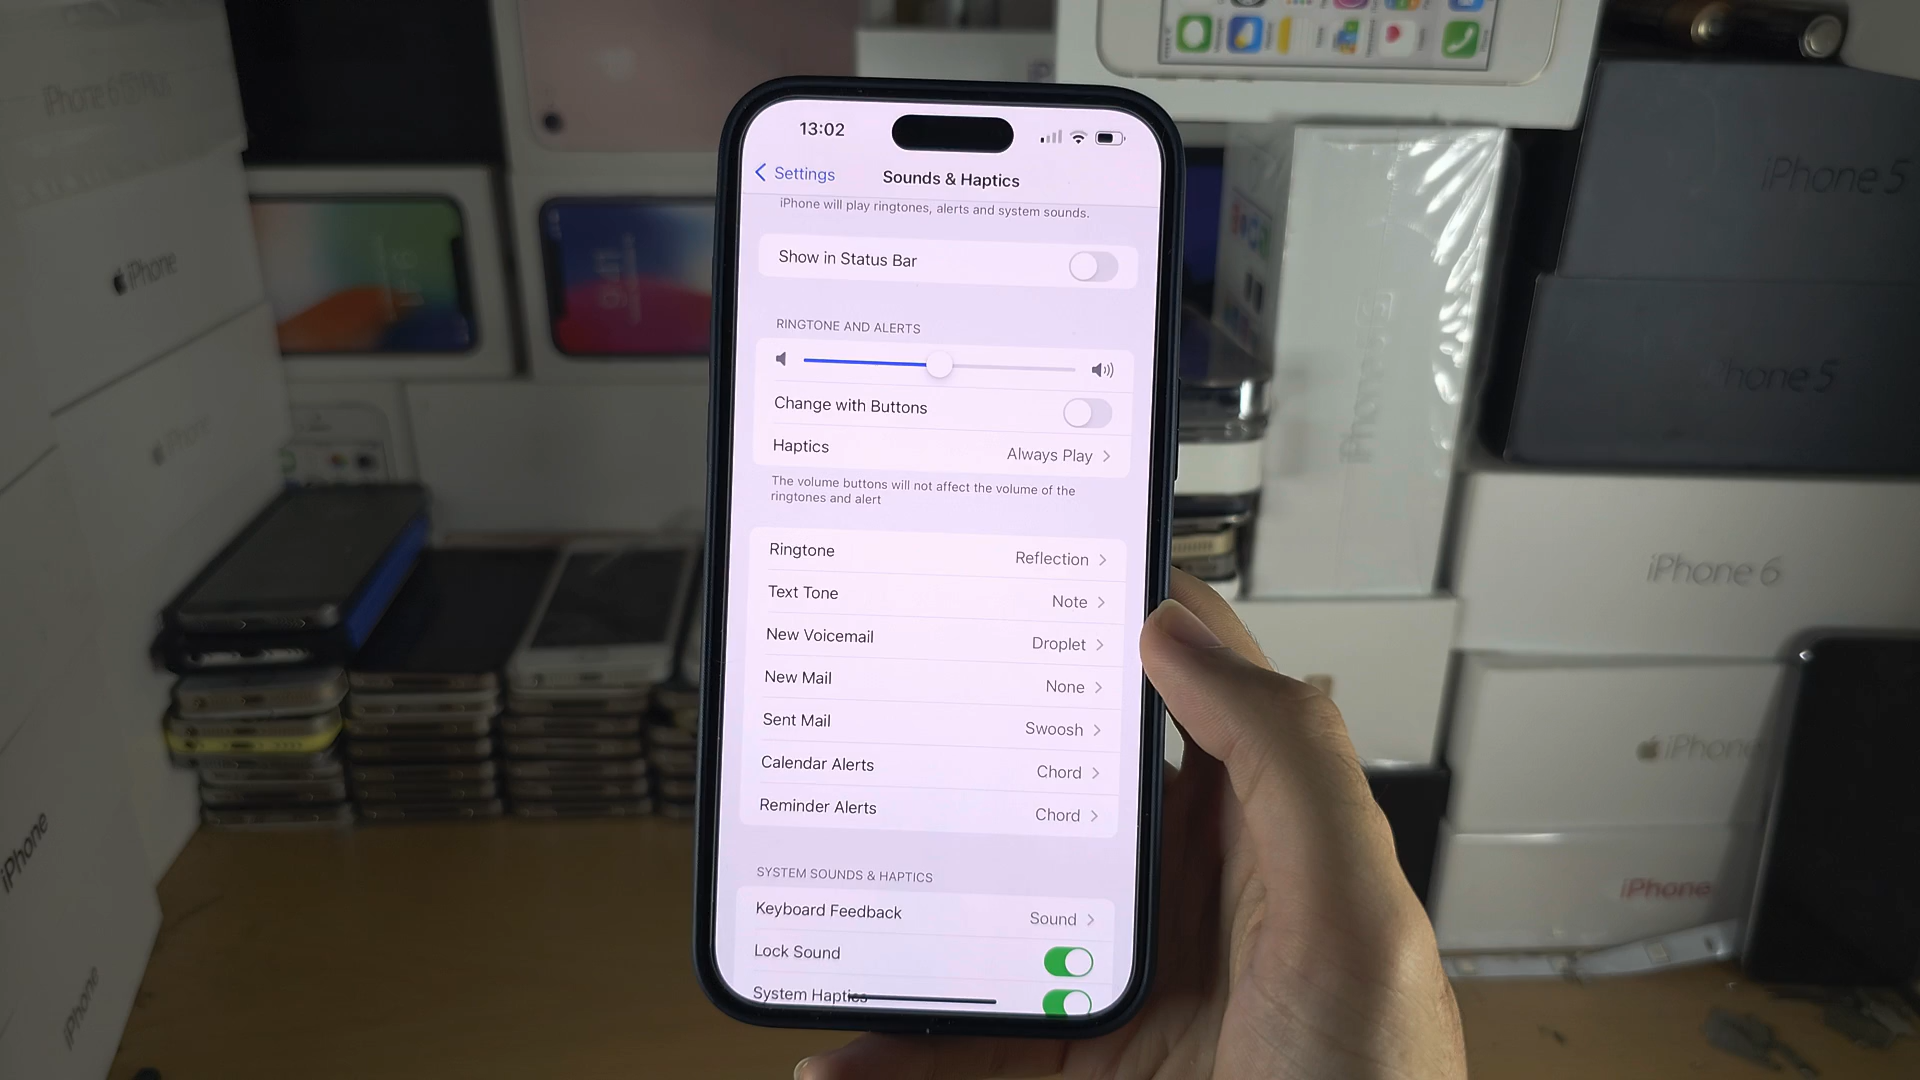 13:02
Settings
Sounds & Haptics
iPhone will play ringtones, alerts and system sounds.
Show in Status Bar
RINGTONE AND ALERTS
Change with Buttons
Haptics Always Play
The volume buttons will not affect the volume of the
ringtones and alert
Ringtone Reflection
Text Tone Note
New Voicemail Droplet
New Mail None
Sent Mail Swoosh
Calendar Alerts Chord
Reminder Alerts Chord
SYSTEM SOUNDS & HAPTICS
Keyboard Feedback Sound
Lock Sound
System Haptics
iPhone
iPhone
iPhone
iPhone
iPhone 5
iPhone 5
iPhone 6
iPhone
iPhone